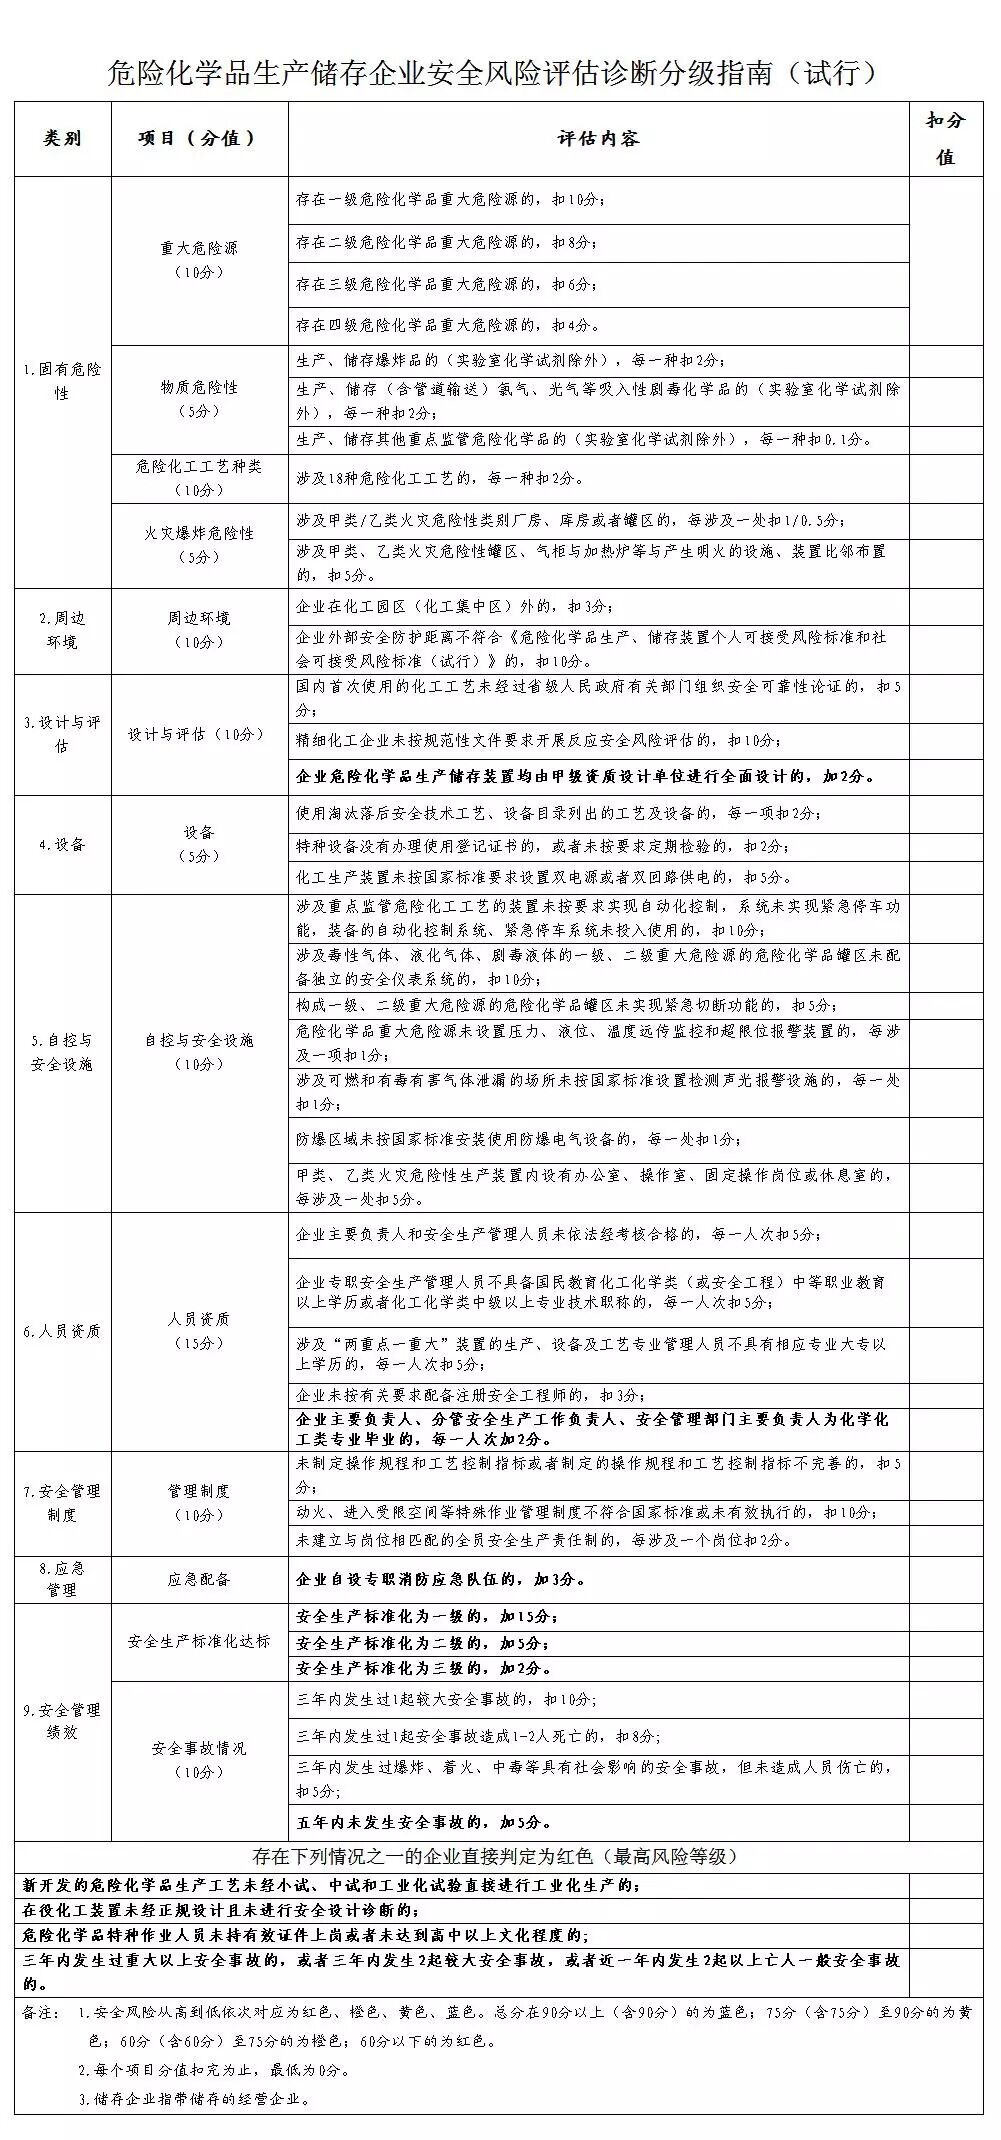 危险化学品生产储存企业安全风险评估诊断分级指南（试行）
类别
项目（分值）
评估内容
扣分
值
1.固有危险
性
重大危险源
（10分）
存在一级危险化学品重大危险源的，扣10分；
存在二级危险化学品重大危险源的，扣8分；
存在三级危险化学品重大危险源的，扣6分；
存在四级危险化学品重大危险源的，扣4分。
物质危险性
（5分）
生产、储存爆炸品的（实验室化学试剂除外），每一种扣2分；
生产、储存（含管道输送）氯气、光气等吸入性剧毒化学品的（实验室化学试剂除
外），每一种扣2分；
生产、储存其他重点监管危险化学品的（实验室化学试剂除外），每一种扣0.1分。
危险化工工艺种类
（10分）
涉及18种危险化工工艺的，每一种扣2分。
火灾爆炸危险性
（5分）
涉及甲类/乙类火灾危险性类别厂房、库房或者罐区的，每涉及一处扣1/0.5分；
涉及甲类、乙类火灾危险性罐区、气柜与加热炉等与产生明火的设施、装置比邻布置
的，扣5分。
2.周边
环境
周边环境
（10分）
企业在化工园区（化工集中区）外的，扣3分；
企业外部安全防护距离不符合《危险化学品生产、储存装置个人可接受风险标准和社
会可接受风险标准（试行）》的，扣10分。
3.设计与评
估
设计与评估（10分）
国内首次使用的化工工艺未经过省级人民政府有关部门组织安全可靠性论证的，扣5
分；
精细化工企业未按规范性文件要求开展反应安全风险评估的，扣10分；
企业危险化学品生产储存装置均由甲级资质设计单位进行全面设计的，加2分。
4.设备
设备
（5分）
使用淘汰落后安全技术工艺、设备目录列出的工艺及设备的，每一项扣2分；
特种设备没有办理使用登记证书的，或者未按要求定期检验的，扣2分；
化工生产装置未按国家标准要求设置双电源或者双回路供电的，扣5分。
5.自控与
安全设施
自控与安全设施
（10分）
涉及重点监管危险化工工艺的装置未按要求实现自动化控制，系统未实现紧急停车功
能，装备的自动化控制系统、紧急停车系统未投入使用的，扣10分；
涉及毒性气体、液化气体、剧毒液体的一级、二级重大危险源的危险化学品罐区未配
备独立的安全仪表系统的，扣10分；
构成一级、二级重大危险源的危险化学品罐区未实现紧急切断功能的，扣5分；
危险化学品重大危险源未设置压力、液位、温度远传监控和超限位报警装置的，每涉
及一项扣1分；
涉及可燃和有毒有害气体泄漏的场所未按国家标准设置检测声光报警设施的，每一处
扣1分；
防爆区域未按国家标准安装使用防爆电气设备的，每一处扣1分；
甲类、乙类火灾危险性生产装置内设有办公室、操作室、固定操作岗位或休息室的，
每涉及一处扣5分。
6.人员资质
人员资质
（15分）
企业主要负责人和安全生产管理人员未依法经考核合格的，每一人次扣5分；
企业专职安全生产管理人员不具备国民教育化工化学类（或安全工程）中等职业教育
以上学历或者化工化学类中级以上专业技术职称的，每一人次扣5分；
涉及“两重点一重大”装置的生产、设备及工艺专业管理人员不具有相应专业大专以
上学历的，每一人次扣5分；
企业未按有关要求配备注册安全工程师的，扣3分；
企业主要负责人、分管安全生产工作负责人、安全管理部门主要负责人为化学化
工类专业毕业的，每一人次加2分。
7.安全管理
制度
管理制度
（10分）
未制定操作规程和工艺控制指标或者制定的操作规程和工艺控制指标不完善的，扣5
分；
动火、进入受限空间等特殊作业管理制度不符合国家标准或未有效执行的，扣10分；
未建立与岗位相匹配的全员安全生产责任制的，每涉及一个岗位扣2分。
8.应急
管理
应急配备
企业自设专职消防应急队伍的，加3分。
9.安全管理
绩效
安全生产标准化达标
安全生产标准化为一级的，加15分；
安全生产标准化为二级的，加5分；
安全生产标准化为三级的，加2分。
安全事故情况
（10分）
三年内发生过1起较大安全事故的，扣10分；
三年内发生过1起安全事故造成1-2人死亡的，扣8分；
三年内发生过爆炸、着火、中毒等具有社会影响的安全事故，但未造成人员伤亡的，
扣5分；
五年内未发生安全事故的，加5分。
存在下列情况之一的企业直接判定为红色（最高风险等级）
新开发的危险化学品生产工艺未经小试、中试和工业化试验直接进行工业化生产的；
在役化工装置未经正规设计且未进行安全设计诊断的；
危险化学品特种作业人员未持有效证件上岗或者未达到高中以上文化程度的；
三年内发生过重大以上安全事故的，或者三年内发生2起较大安全事故，或者近一年内发生2起以上亡人一般安全事故
的。
备注： 1.安全风险从高到低依次对应为红色、橙色、黄色、蓝色。总分在90分以上（含90分）的为蓝色；75分（含75分）至90分的为黄
色；60分（含60分）至75分的为橙色；60分以下的为红色。
2.每个项目分值扣完为止，最低为0分。
3.储存企业指带储存的经营企业。